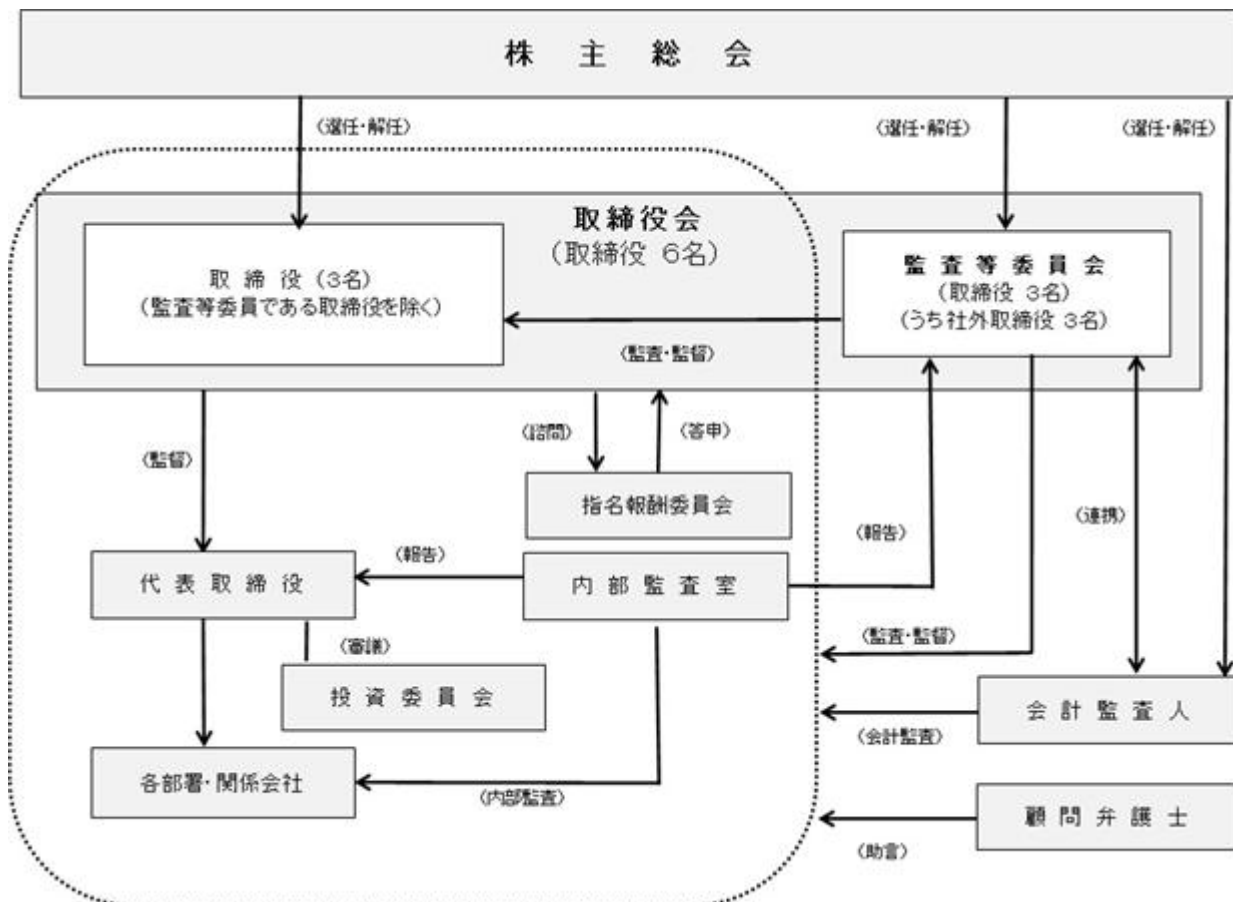 株主総会
〈選任・解任〉
〈選任・解任〉
〈選任・解任〉
取締役会
(取締役 6名)
取締役(3名)
(監査等委員である取締役を除く)
監査等委員会
(取締役 3名)
(うち社外取締役 3名)
〈監査・監督〉
〈諮問〉
〈答申〉
〈監督〉
指名報酬委員会
〈連携〉
〈報告〉
〈報告〉
代表取締役
内部監査室
〈審議〉
〈監査・監督〉
投資委員会
会計監査人
〈会計監査〉
各部署・関係会社
〈内部監査〉
顧問弁護士
〈助言〉